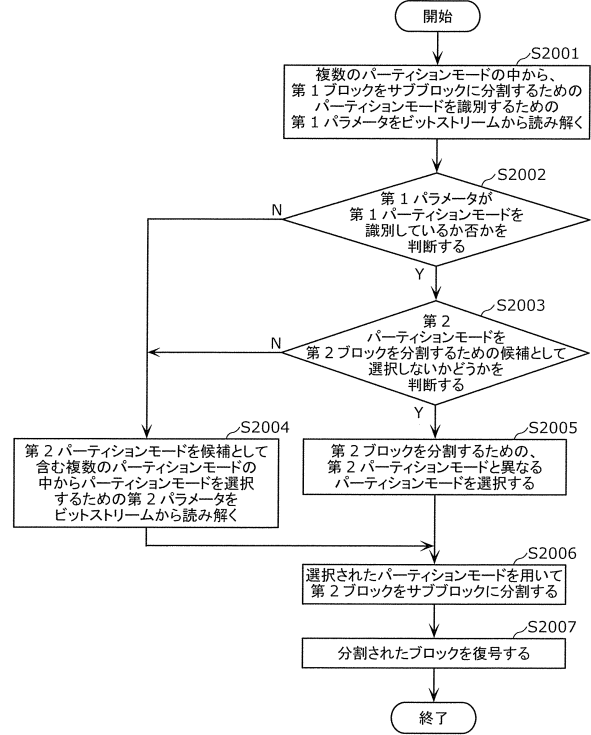 開始
S2001
複数のパーティションモードの中から、
第1ブロックをサブブロックに分割するための
パーティションモードを識別するための
第1パラメータをビットストリームから読み解く
S2002
第1パラメータが
第1パーティションモードを
識別しているか否かを
判断する
N
Y
S2003
第2
パーティションモードを
第2ブロックを分割するための候補として
選択しないかどうかを
判断する
N
Y
S2004
第2パーティションモードを候補として
含む複数のパーティションモードの
中からパーティションモードを選択
するための第2パラメータを
ビットストリームから読み解く
S2005
第2ブロックを分割するための、
第2パーティションモードと異なる
パーティションモードを選択する
S2006
選択されたパーティションモードを用いて
第2ブロックをサブブロックに分割する
S2007
分割されたブロックを復号する
終了